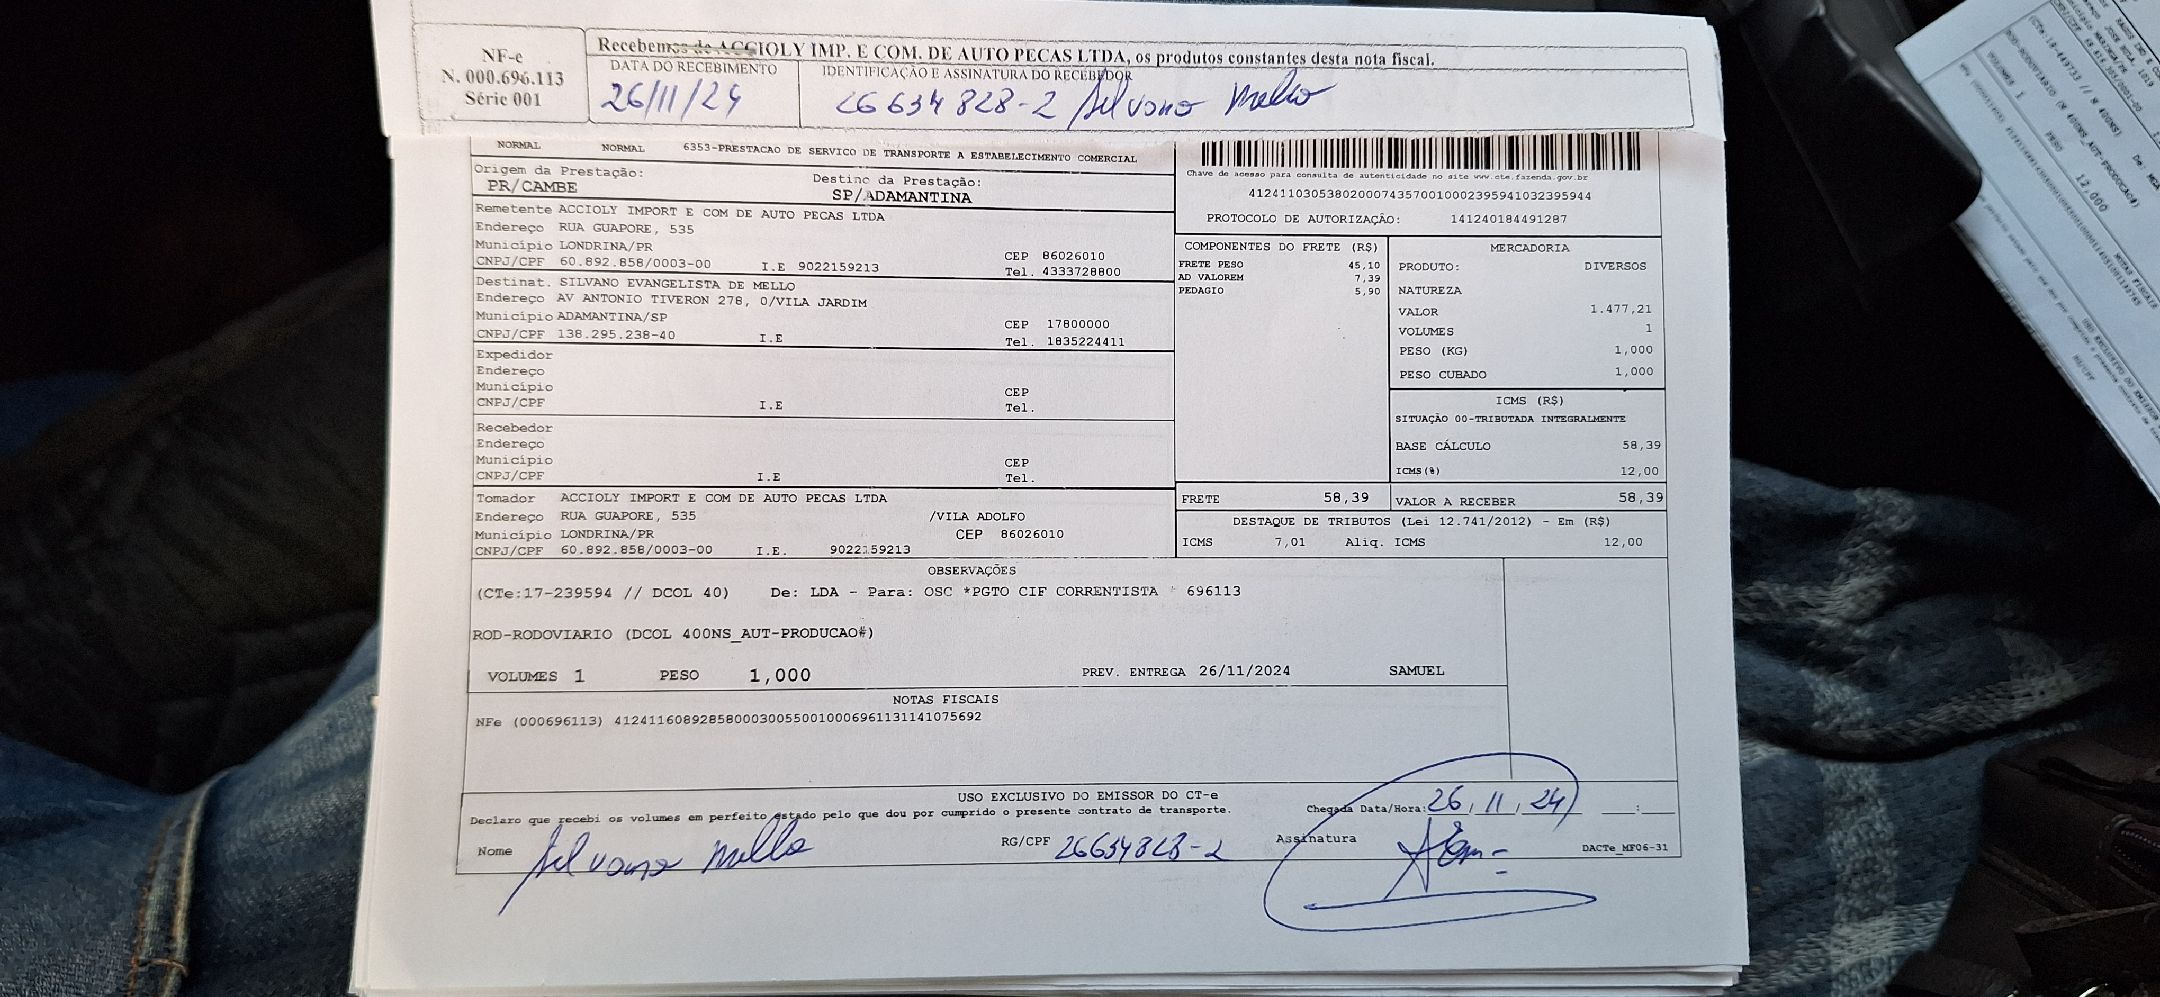 NF-e
N. 000.696.113
Série 001
Recebemos de ACCIOLY IMP. E COM. DE AUTO PECAS LTDA, os produtos constantes desta nota fiscal.
DATA DO RECEBIMENTO
26/11/24
IDENTIFICAÇÃO E ASSINATURA DO RECEBEDOR
26634828-2 Silvano Mello
NORMAL NORMAL 6353-PRESTACAO DE SERVICO DE TRANSPORTE A ESTABELECIMENTO COMERCIAL
Origem da Prestação:
PR/CAMBE
Destino da Prestação:
SP/ADAMANTINA
Chave de acesso para consulta de autenticidade no site www.cte.fazenda.gov.br
41241103053802000743570010002395941032395944
PROTOCOLO DE AUTORIZAÇÃO: 141240184491287
Remetente ACCIOLY IMPORT E COM DE AUTO PECAS LTDA
Endereço RUA GUAPORE, 535
Município LONDRINA/PR CEP 86026010
CNPJ/CPF 60.892.858/0003-00 I.E 9022159213 Tel. 4333728800
Destinat. SILVANO EVANGELISTA DE MELLO
Endereço AV ANTONIO TIVERON 278, 0/VILA JARDIM
Município ADAMANTINA/SP CEP 17800000
CNPJ/CPF 138.295.238-40 I.E Tel. 1835224411
Expedidor
Endereço
Município CEP
CNPJ/CPF I.E Tel.
Recebedor
Endereço
Município CEP
CNPJ/CPF I.E Tel.
Tomador ACCIOLY IMPORT E COM DE AUTO PECAS LTDA
Endereço RUA GUAPORE, 535 /VILA ADOLFO
Município LONDRINA/PR CEP 86026010
CNPJ/CPF 60.892.858/0003-00 I.E. 9022159213
COMPONENTES DO FRETE (R$)
FRETE PESO 45,10
AD VALOREM 7,39
PEDAGIO 5,90
MERCADORIA
PRODUTO: DIVERSOS
NATUREZA
VALOR 1.477,21
VOLUMES 1
PESO (KG) 1,000
PESO CUBADO 1,000
ICMS (R$)
SITUAÇÃO 00-TRIBUTADA INTEGRALMENTE
BASE CÁLCULO 58,39
ICMS(%) 12,00
FRETE 58,39 VALOR A RECEBER 58,39
DESTAQUE DE TRIBUTOS (Lei 12.741/2012) - Em (R$)
ICMS 7,01 Aliq. ICMS 12,00
OBSERVAÇÕES
(CTe:17-239594 // DCOL 40) De: LDA - Para: OSC *PGTO CIF CORRENTISTA * 696113
ROD-RODOVIARIO (DCOL 400NS_AUT-PRODUCAO#)
VOLUMES 1 PESO 1,000 PREV. ENTREGA 26/11/2024 SAMUEL
NOTAS FISCAIS
NFe (000696113) 41241160892858000300550010006961131141075692
USO EXCLUSIVO DO EMISSOR DO CT-e
Declaro que recebi os volumes em perfeito estado pelo que dou por cumprido o presente contrato de transporte.
Chegada Data/Hora: 26/11/24 :
Nome Silvano Mello RG/CPF 26634828-2 Assinatura
DACTe_MF06-31